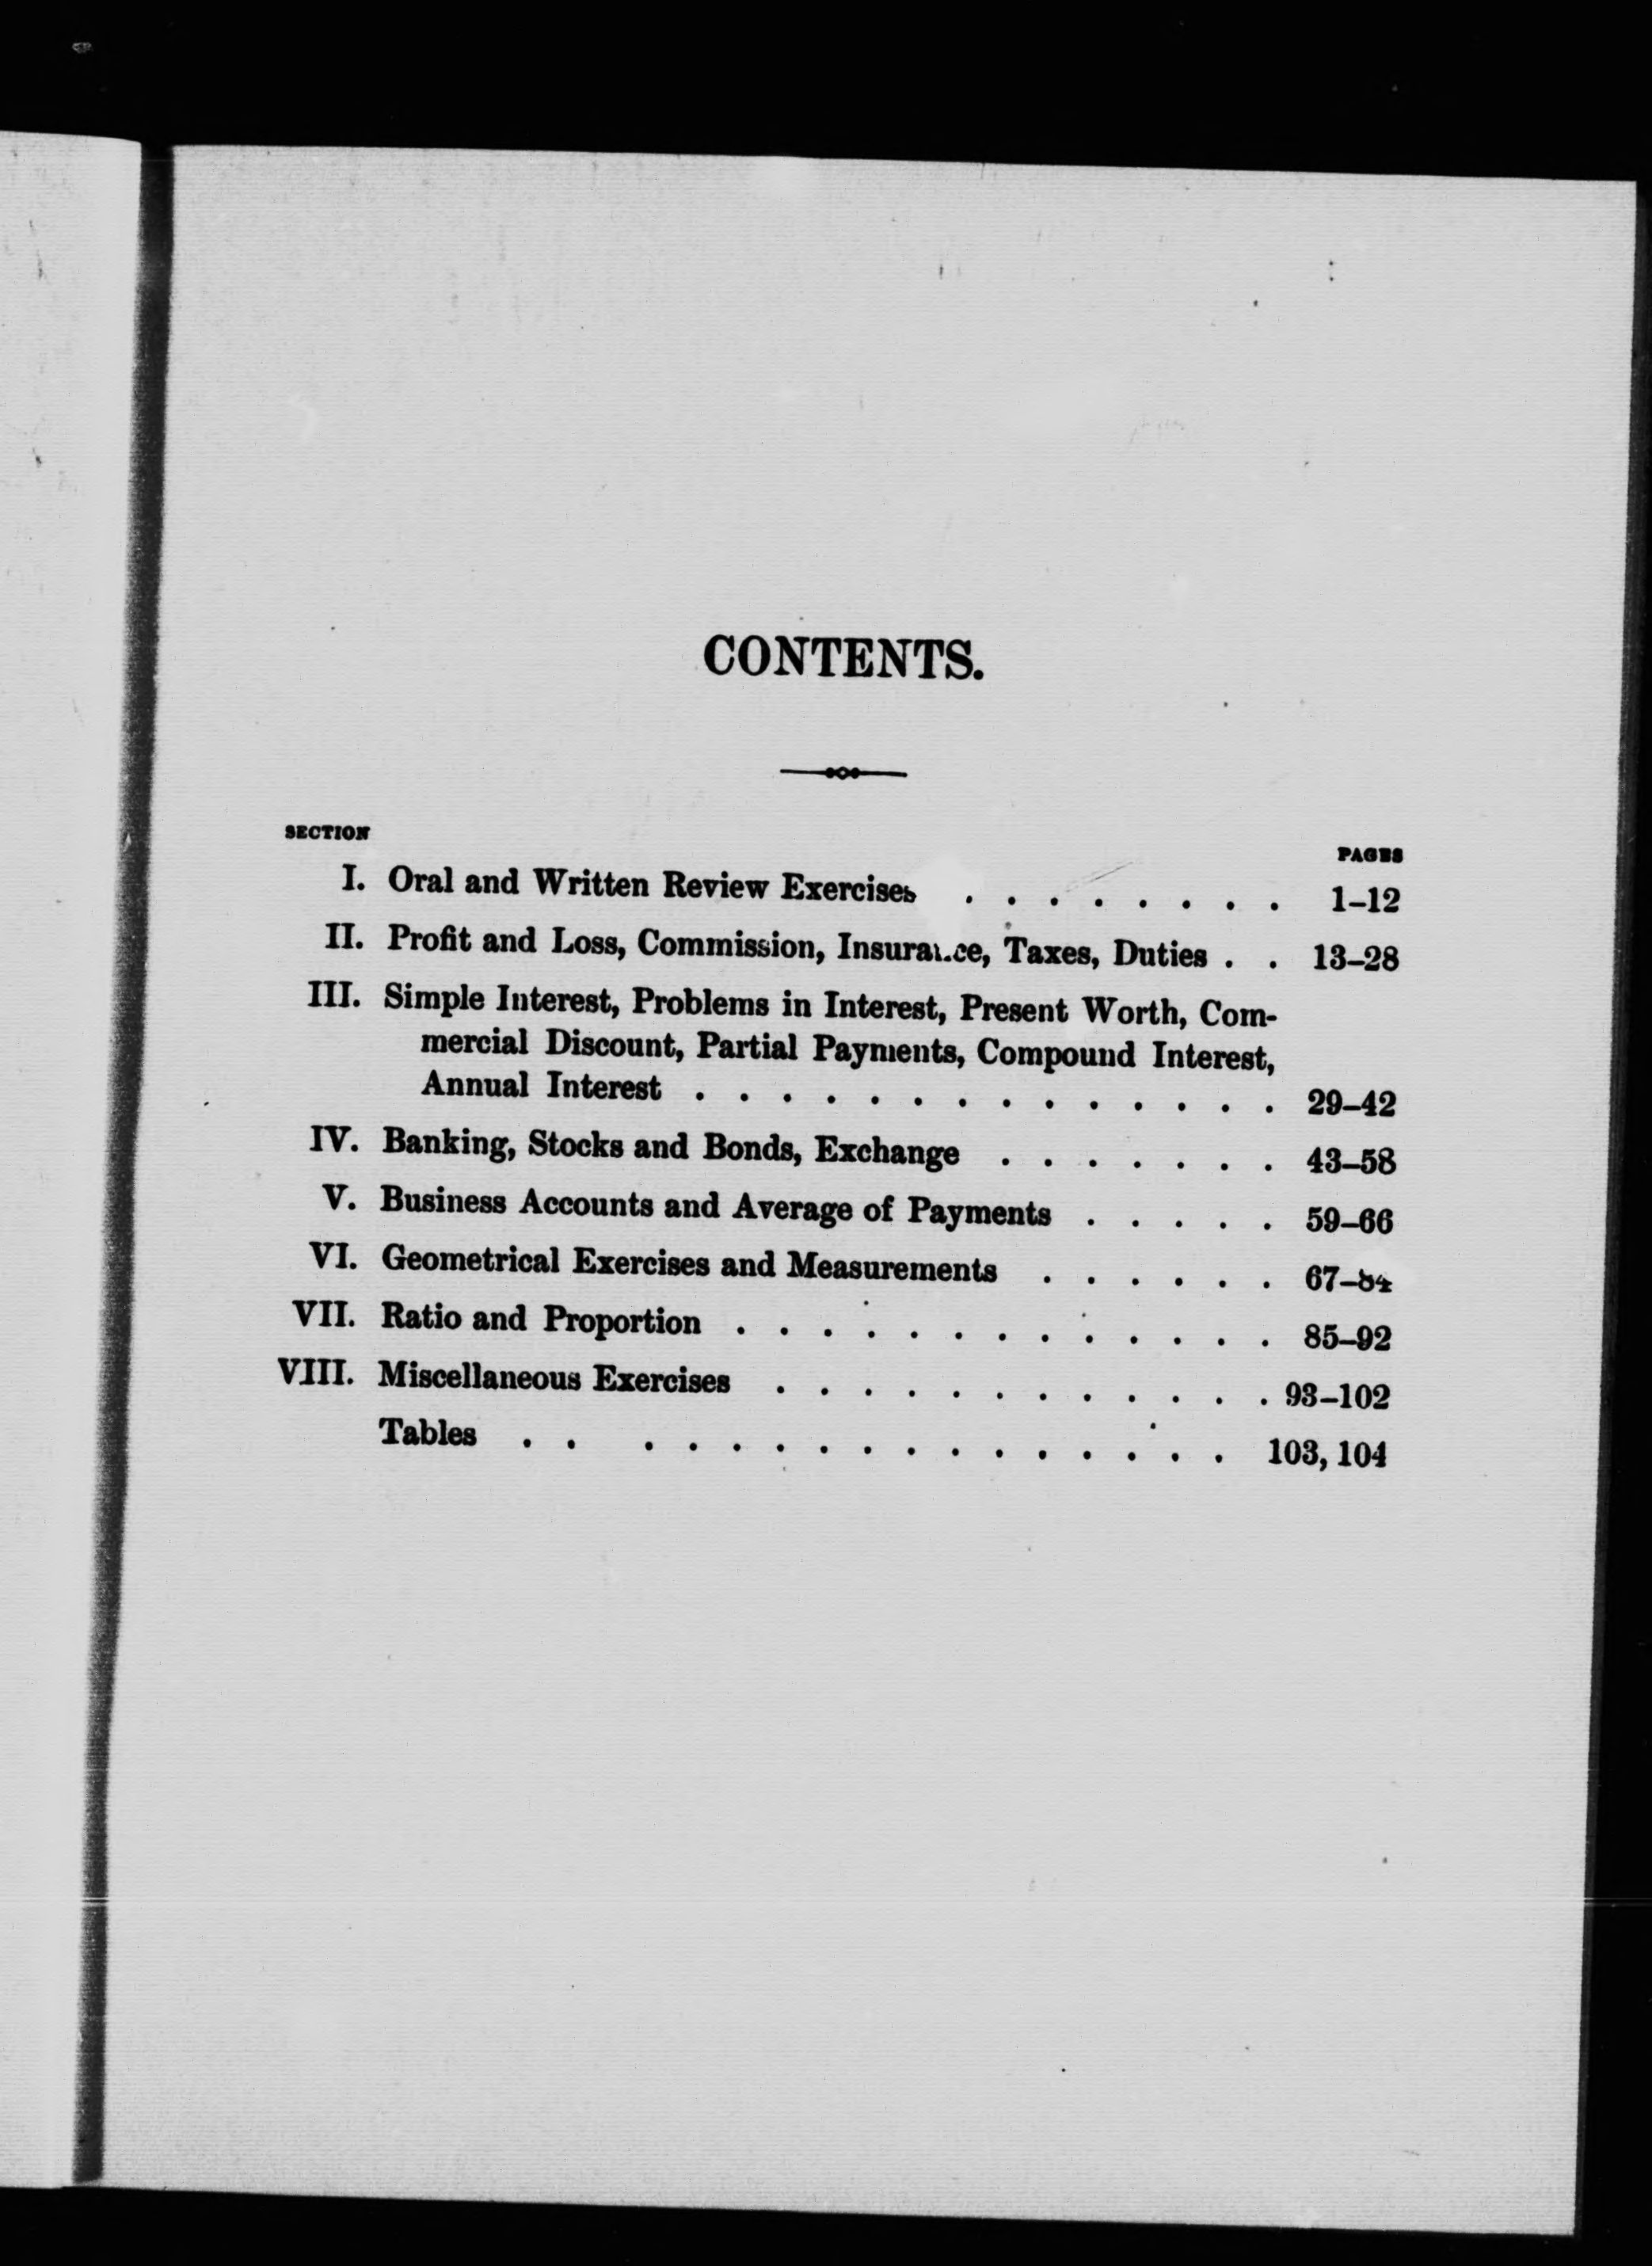 CONTENTS.
SECTION
PAGES
I. Oral and Written Review Exercises . . . . . . . . 1–12
II. Profit and Loss, Commission, Insurance, Taxes, Duties . . 13–28
III. Simple Interest, Problems in Interest, Present Worth, Com-
mercial Discount, Partial Payments, Compound Interest,
Annual Interest . . . . . . . . . . . . . . 29–42
IV. Banking, Stocks and Bonds, Exchange . . . . . . . 43–58
V. Business Accounts and Average of Payments . . . . . 59–66
VI. Geometrical Exercises and Measurements . . . . . . 67–84
VII. Ratio and Proportion . . . . . . . . . . . . . 85–92
VIII. Miscellaneous Exercises . . . . . . . . . . . . 93–102
Tables . . . . . . . . . . . . . . . . 103, 104